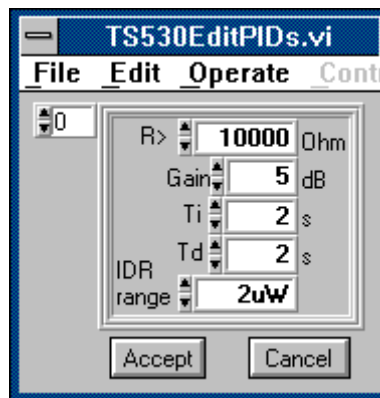 TS530EditPIDs.vi
File Edit Operate Cont
0
R> 10000 Ohm
Gain 5 dB
Ti 2 s
Td 2 s
IDR
range 2uW
Accept Cancel